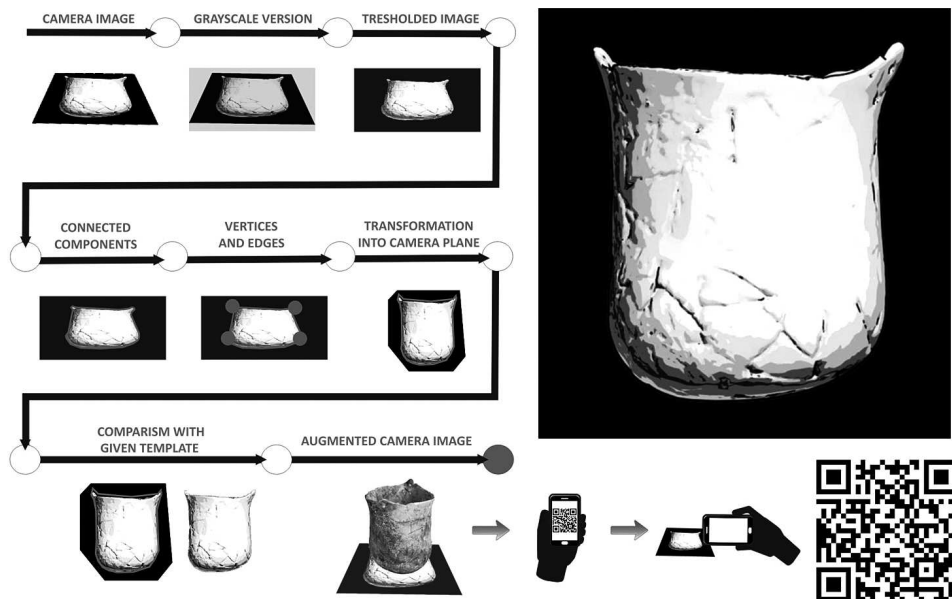 CAMERA IMAGE
GRAYSCALE VERSION
TRESHOLDED IMAGE
CONNECTED
COMPONENTS
VERTICES
AND EDGES
TRANSFORMATION
INTO CAMERA PLANE
COMPARISM WITH
GIVEN TEMPLATE
AUGMENTED CAMERA IMAGE